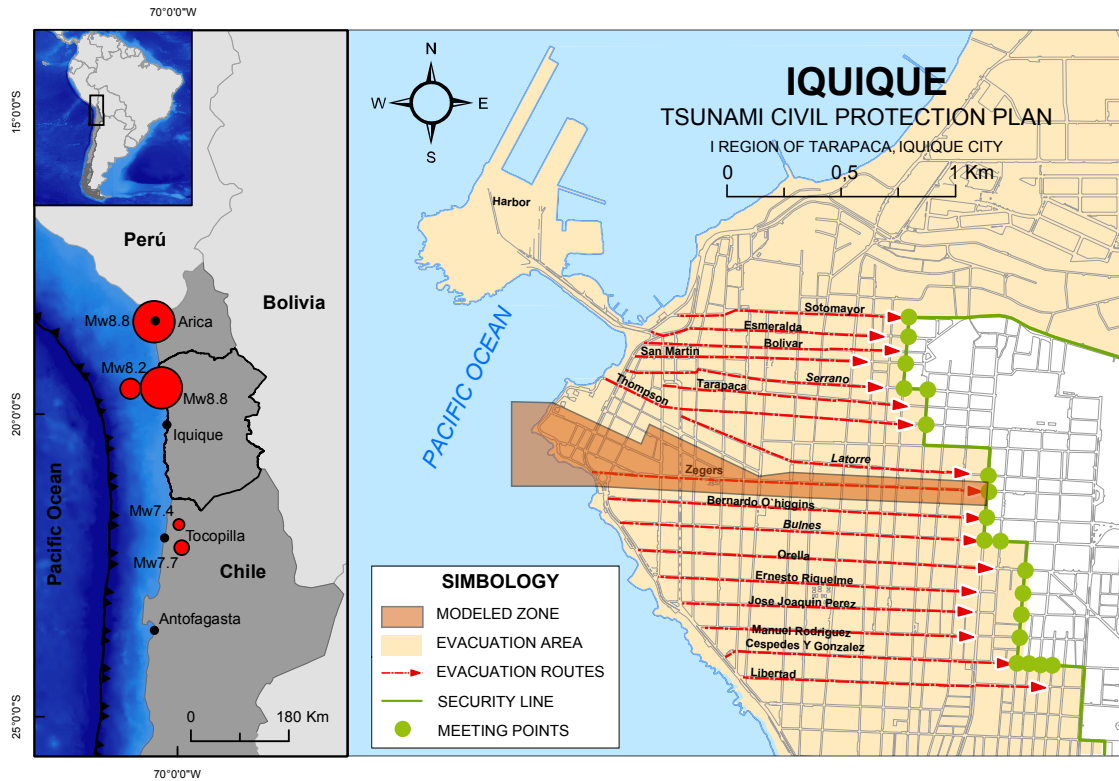 70°0'0"W
15°0'0"S
20°0'0"S
25°0'0"S
70°0'0"W
Perú
Bolivia
Mw8.8
Arica
Mw8.2
Mw8.8
Iquique
Mw7.4
Tocopilla
Mw7.7
Chile
Antofagasta
Pacific Ocean
0 180 Km
N
W E
S
IQUIQUE
TSUNAMI CIVIL PROTECTION PLAN
I REGION OF TARAPACA, IQUIQUE CITY
0 0,5 1 Km
Harbor
PACIFIC OCEAN
Sotomayor
Esmeralda
Bolivar
San Martin
Serrano
Tarapaca
Thompson
Latorre
Zegers
Bernardo O`higgins
Bulnes
Orella
Ernesto Riquelme
Jose Joaquin Perez
Manuel Rodriguez
Cespedes Y Gonzalez
Libertad
SIMBOLOGY
MODELED ZONE
EVACUATION AREA
EVACUATION ROUTES
SECURITY LINE
MEETING POINTS